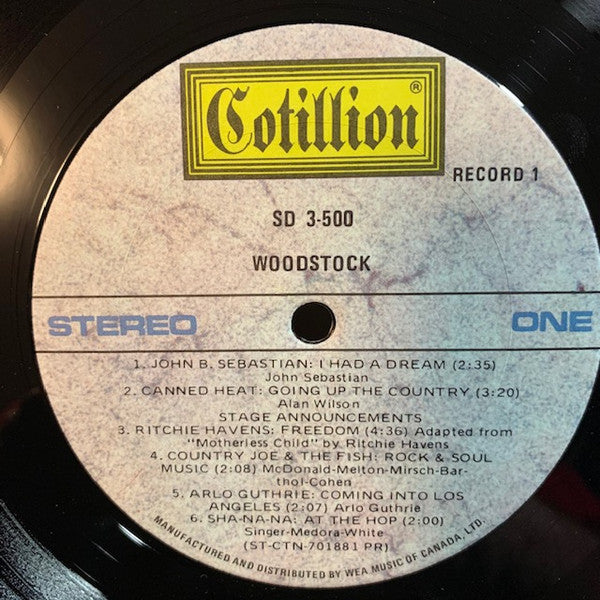 Cotillion®
RECORD 1
SD 3-500
WOODSTOCK
STEREO ONE
1. JOHN B. SEBASTIAN: I HAD A DREAM (2:35)
John Sebastian
2. CANNED HEAT: GOING UP THE COUNTRY (3:20)
Alan Wilson
STAGE ANNOUNCEMENTS
3. RITCHIE HAVENS: FREEDOM (4:36) Adapted from
"Motherless Child" by Ritchie Havens
4. COUNTRY JOE & THE FISH: ROCK & SOUL
MUSIC (2:08) McDonald-Melton-Mirsch-Bar-
thol-Cohen
5. ARLO GUTHRIE: COMING INTO LOS
ANGELES (2:07) Arlo Guthrie
6. SHA-NA-NA: AT THE HOP (2:00)
Singer-Medora-White
(ST-CTN-701881 PR)
MANUFACTURED AND DISTRIBUTED BY WEA MUSIC OF CANADA, LTD.